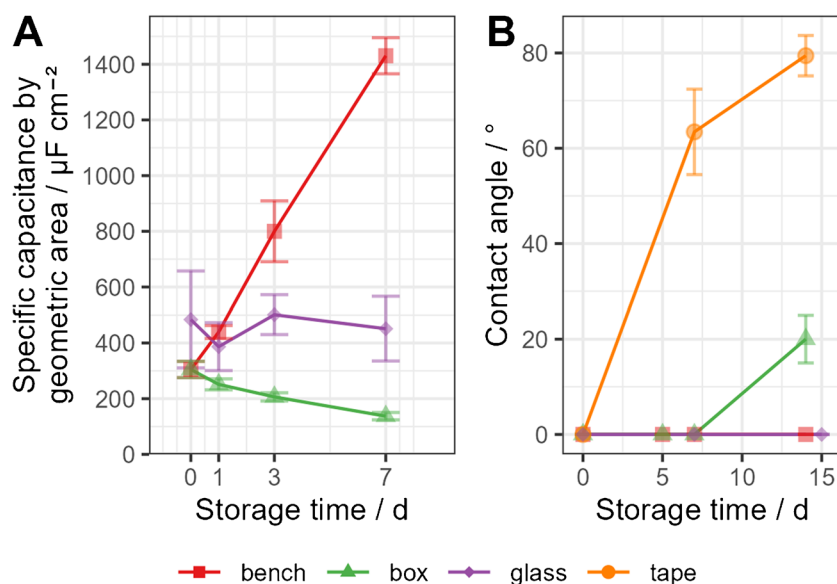 A
Specific capacitance by
geometric area / µF cm⁻²
1400
1200
1000
800
600
400
200
0
0 1 3 7
Storage time / d
B
Contact angle / °
80
60
40
20
0
0 5 10 15
Storage time / d
bench box glass tape